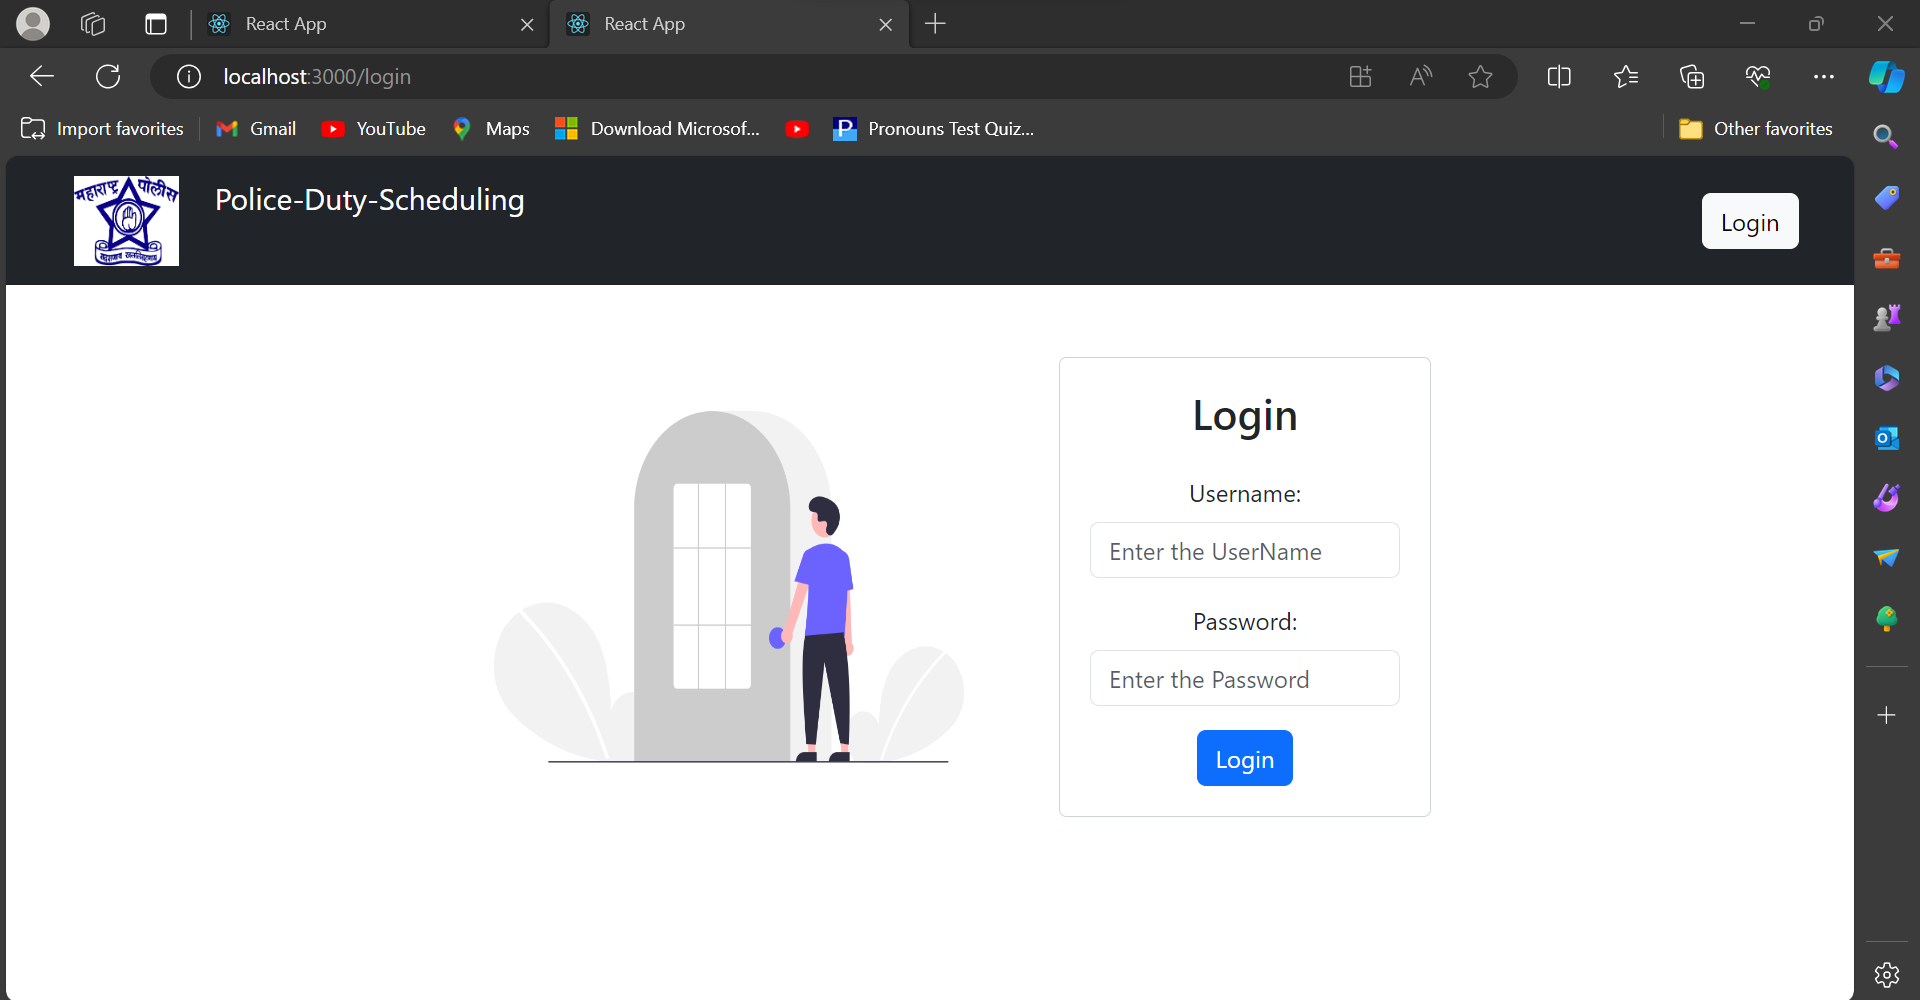 React App
React App
localhost:3000/login
Import favorites
Gmail
YouTube
Maps
Download Microsof...
Pronouns Test Quiz...
Other favorites
महाराष्ट्र पोलीस
Police-Duty-Scheduling
Login
Login
Username:
Enter the UserName
Password:
Enter the Password
Login